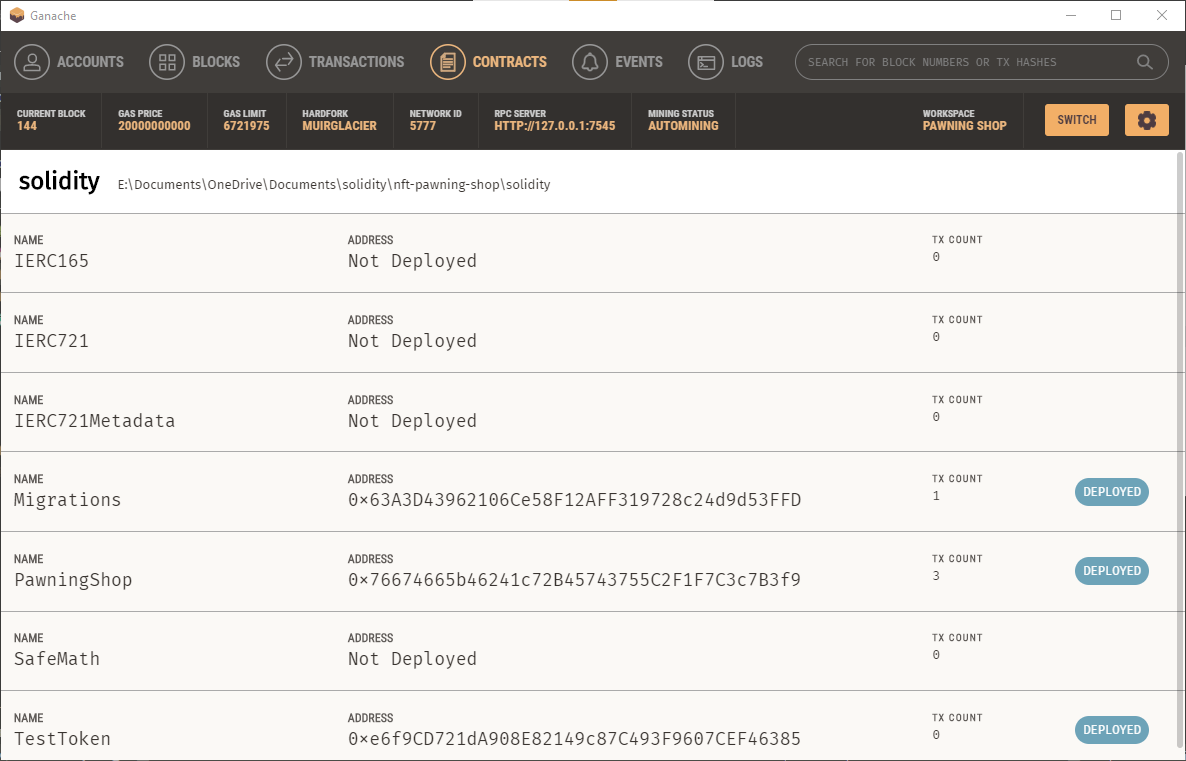 Ganache
ACCOUNTS BLOCKS TRANSACTIONS CONTRACTS EVENTS LOGS SEARCH FOR BLOCK NUMBERS OR TX HASHES
CURRENT BLOCK GAS PRICE GAS LIMIT HARDFORK NETWORK ID RPC SERVER MINING STATUS WORKSPACE
144 20000000000 6721975 MUIRGLACIER 5777 HTTP://127.0.0.1:7545 AUTOMINING PAWNING SHOP SWITCH
solidity E:\Documents\OneDrive\Documents\solidity\nft-pawning-shop\solidity
NAME ADDRESS TX COUNT
IERC165 Not Deployed 0
NAME ADDRESS TX COUNT
IERC721 Not Deployed 0
NAME ADDRESS TX COUNT
IERC721Metadata Not Deployed 0
NAME ADDRESS TX COUNT
Migrations 0×63A3D43962106Ce58F12AFF319728c24d9d53FFD 1 DEPLOYED
NAME ADDRESS TX COUNT
PawningShop 0×76674665b46241c72B45743755C2F1F7C3c7B3f9 3 DEPLOYED
NAME ADDRESS TX COUNT
SafeMath Not Deployed 0
NAME ADDRESS TX COUNT
TestToken 0×e6f9CD721dA908E82149c87C493F9607CEF46385 0 DEPLOYED